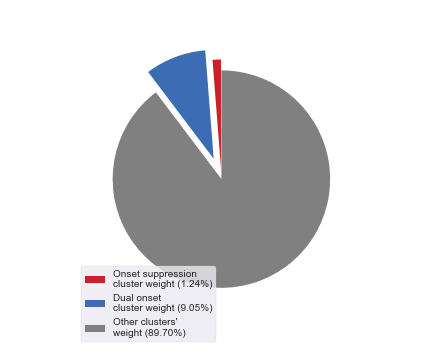 Onset suppression
cluster weight (1.24%)
Dual onset
cluster weight (9.05%)
Other clusters'
weight (89.70%)